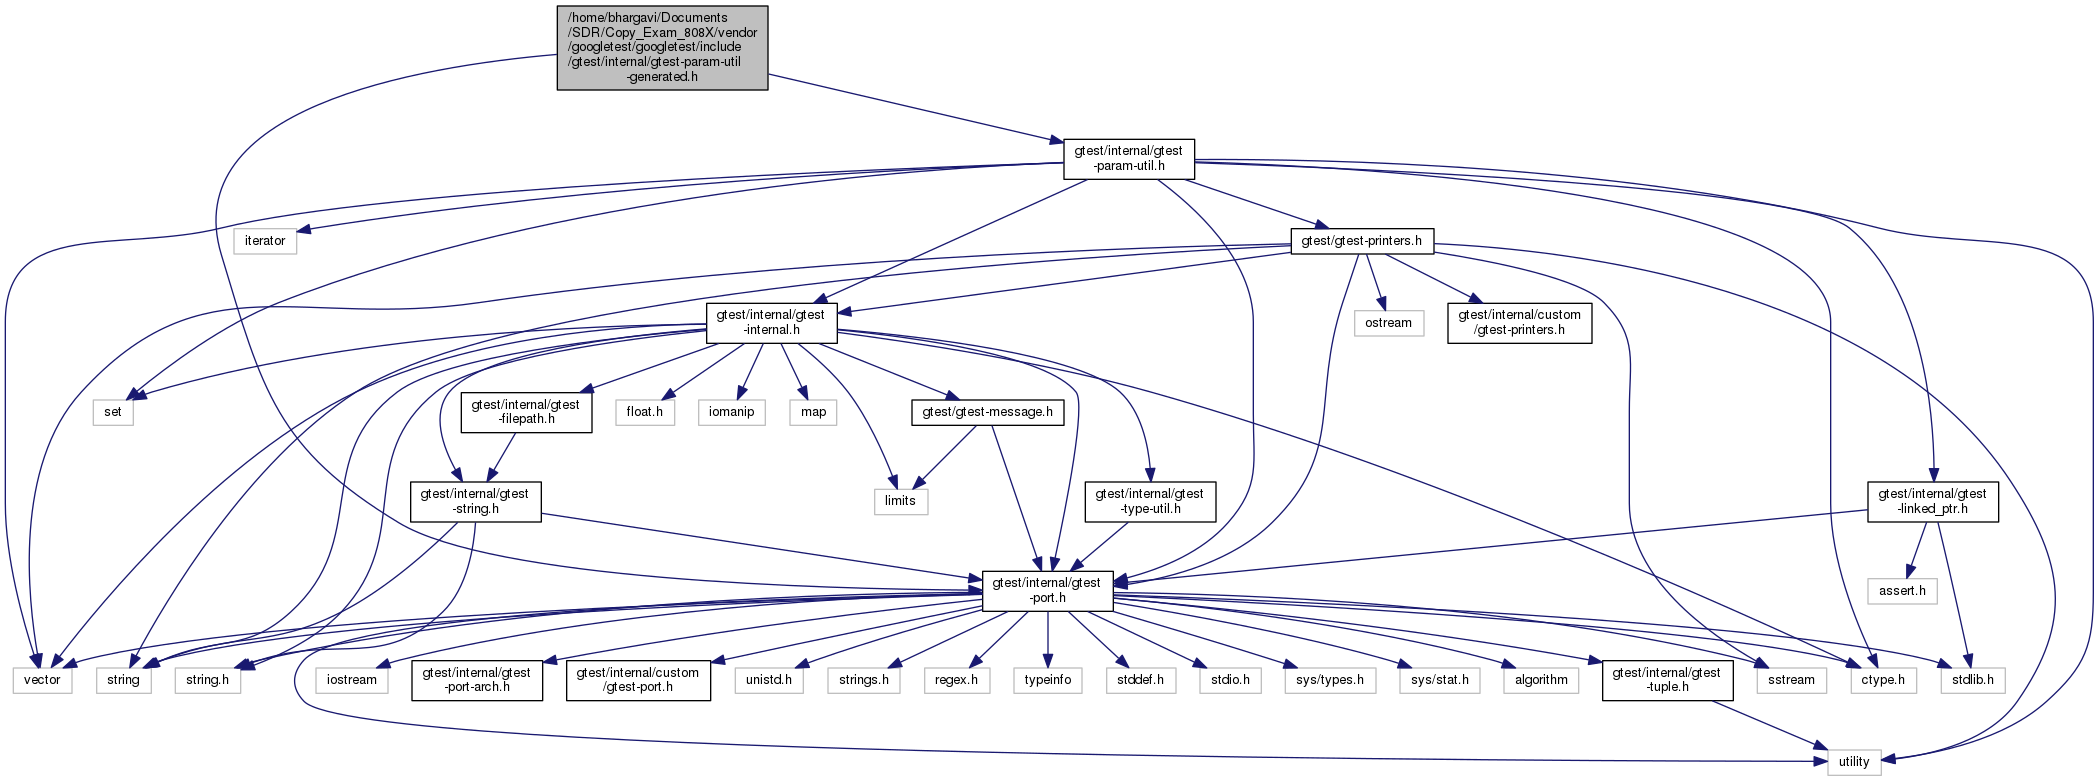 /home/bhargavi/Documents
/SDR/Copy_Exam_808X/vendor
/googletest/googletest/include
/gtest/internal/gtest-param-util
-generated.h
gtest/internal/gtest
-param-util.h
iterator
gtest/gtest-printers.h
gtest/internal/gtest
-internal.h
ostream
gtest/internal/custom
/gtest-printers.h
set
gtest/internal/gtest
-filepath.h
float.h
iomanip
map
gtest/gtest-message.h
gtest/internal/gtest
-string.h
limits
gtest/internal/gtest
-type-util.h
gtest/internal/gtest
-linked_ptr.h
gtest/internal/gtest
-port.h
assert.h
vector
string
string.h
iostream
gtest/internal/gtest
-port-arch.h
gtest/internal/custom
/gtest-port.h
unistd.h
strings.h
regex.h
typeinfo
stddef.h
stdio.h
sys/types.h
sys/stat.h
algorithm
gtest/internal/gtest
-tuple.h
sstream
ctype.h
stdlib.h
utility